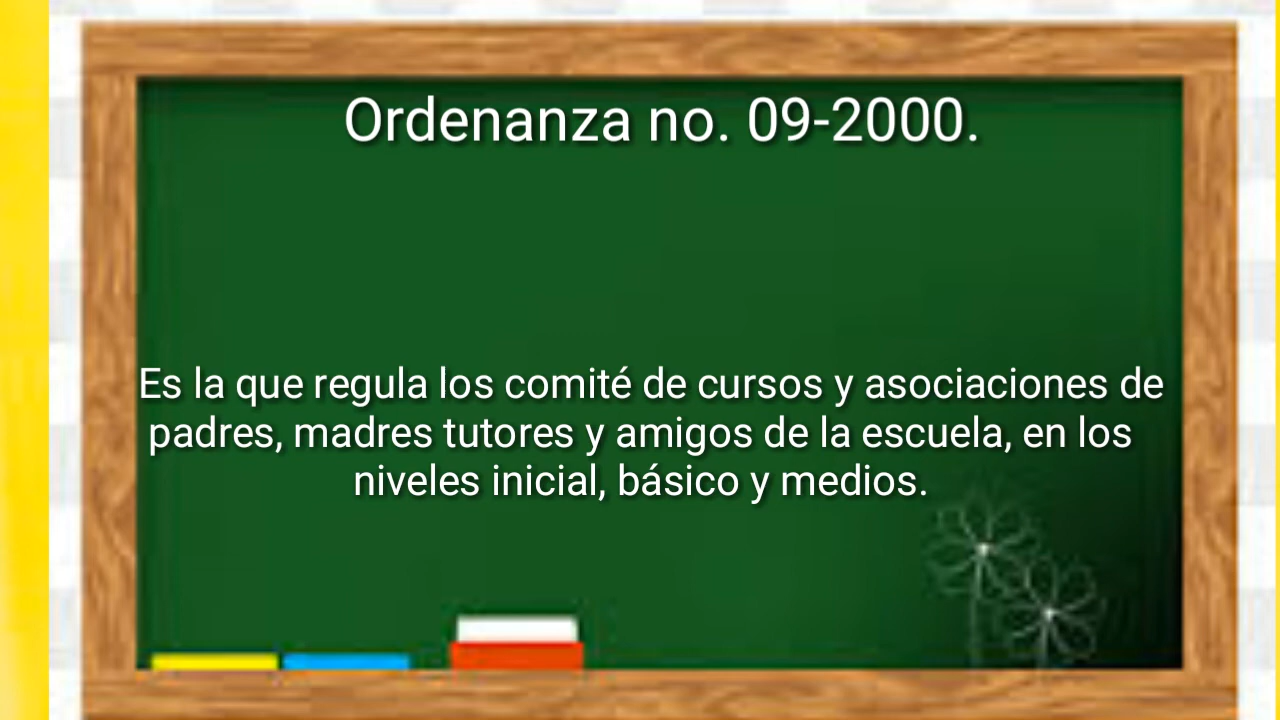 Ordenanza no. 09-2000.
Es la que regula los comité de cursos y asociaciones de
padres, madres tutores y amigos de la escuela, en los
niveles inicial, básico y medios.